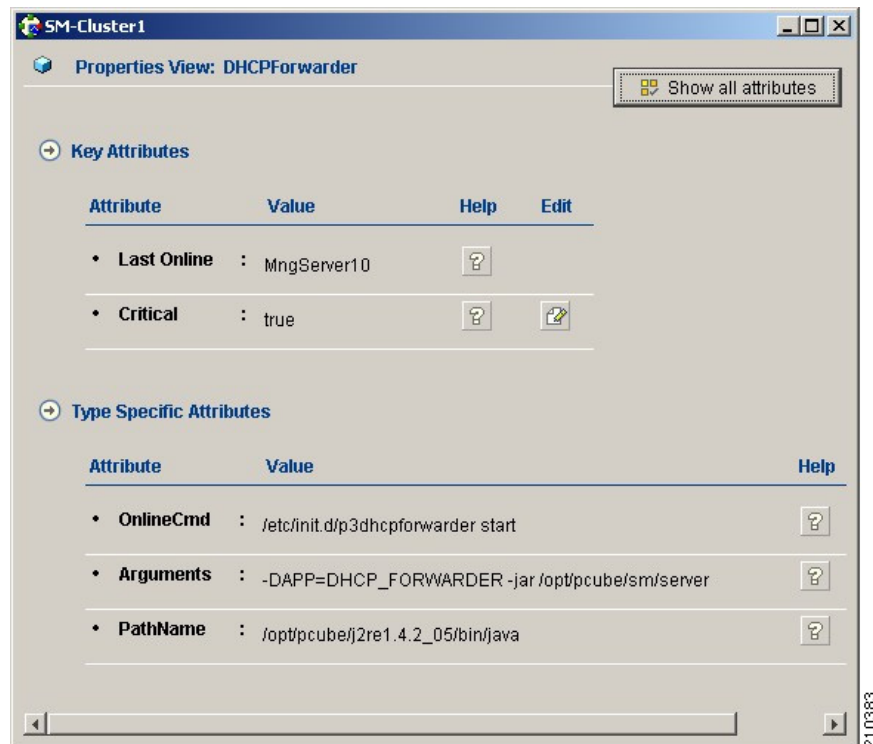 SM-Cluster1
Properties View: DHCPForwarder
Show all attributes
Key Attributes
Attribute Value Help Edit
• Last Online : MngServer10
• Critical : true
Type Specific Attributes
Attribute Value Help
• OnlineCmd : /etc/init.d/p3dhcpforwarder start
• Arguments : -DAPP=DHCP_FORWARDER -jar /opt/pcube/sm/server
• PathName : /opt/pcube/j2re1.4.2_05/bin/java
210383